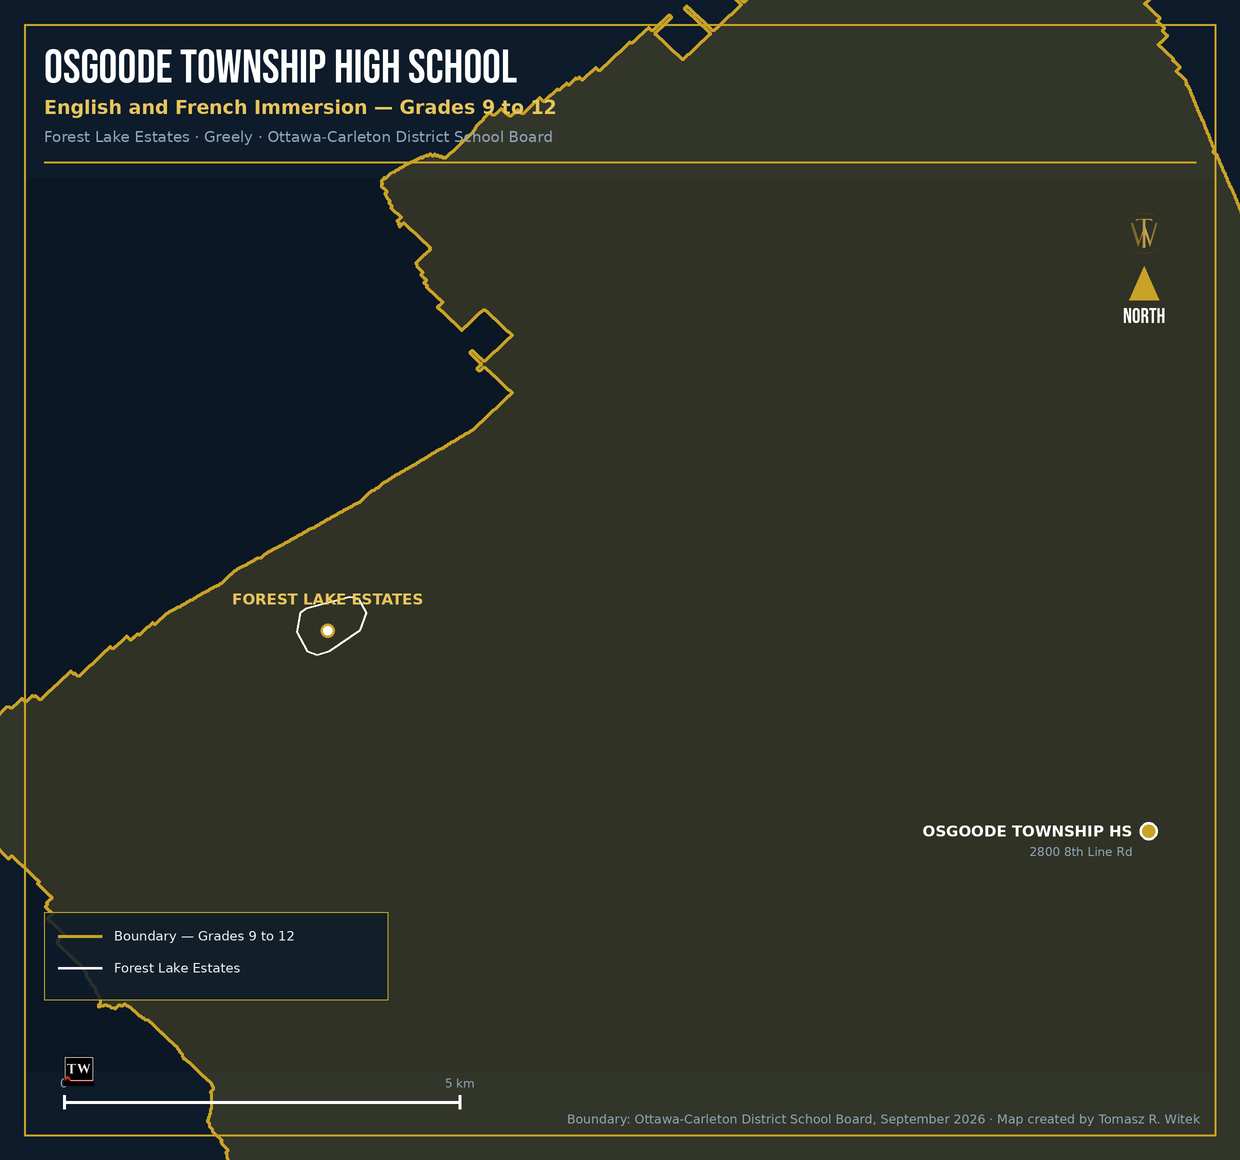 OSGOODE TOWNSHIP HIGH SCHOOL
English and French Immersion — Grades 9 to 12
Forest Lake Estates · Greely · Ottawa-Carleton District School Board
TW
NORTH
FOREST LAKE ESTATES
OSGOODE TOWNSHIP HS
2800 8th Line Rd
Boundary — Grades 9 to 12
Forest Lake Estates
TW
0 5 km
Boundary: Ottawa-Carleton District School Board, September 2026 · Map created by Tomasz R. Witek